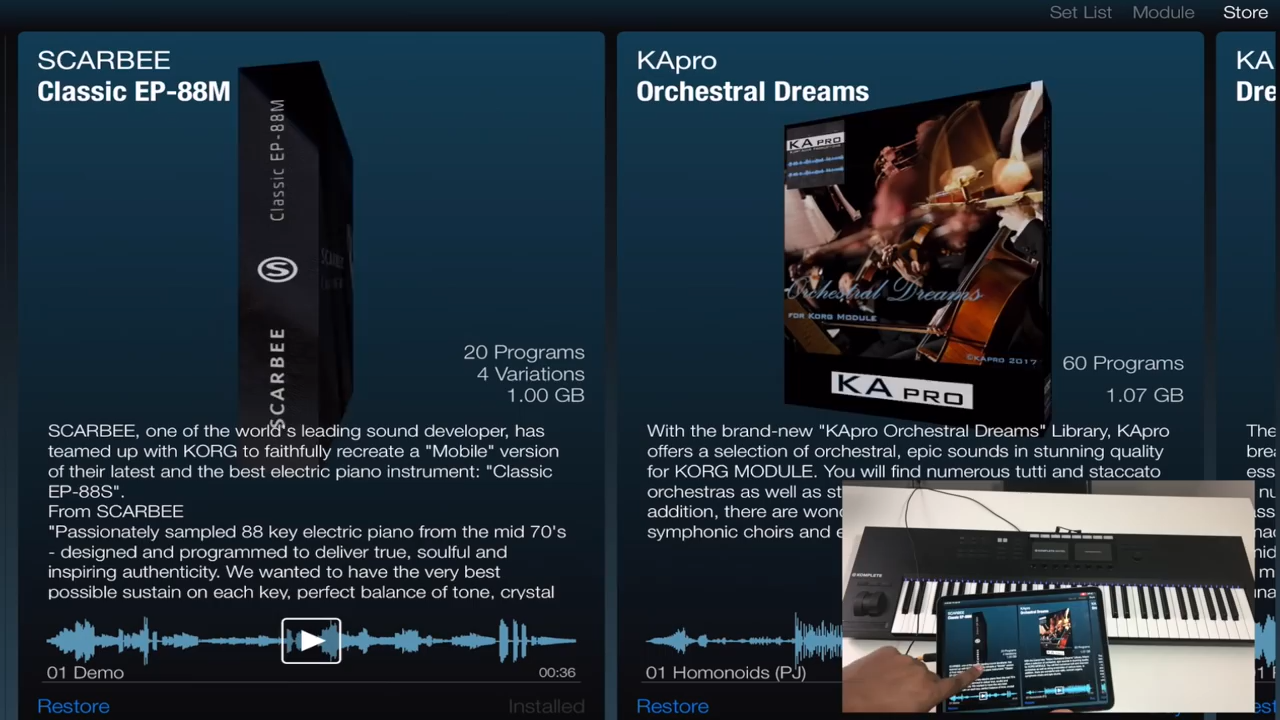 Set List Module Store
SCARBEE
Classic EP-88M
Classic EP-88M
SCARBEE
20 Programs
4 Variations
1.00 GB
SCARBEE, one of the world's leading sound developer, has
teamed up with KORG to faithfully recreate a "Mobile" version
of their latest and the best electric piano instrument: "Classic
EP-88S".
From SCARBEE
"Passionately sampled 88 key electric piano from the mid 70's
- designed and programmed to deliver true, soulful and
inspiring authenticity. We wanted to have the very best
possible sustain on each key, perfect balance of tone, crystal
01 Demo
00:36
Restore
Installed
KApro
Orchestral Dreams
KA PRO
Orchestral Dreams
FOR KORG MODULE
©KAPRO 2017
KA PRO
60 Programs
1.07 GB
With the brand-new "KApro Orchestral Dreams" Library, KApro
offers a selection of orchestral, epic sounds in stunning quality
for KORG MODULE. You will find numerous tutti and staccato
orchestras as well as st
addition, there are wond
symphonic choirs and e
01 Homonoids (PJ)
Restore
KA
Dre
The
brea
ess
Rest